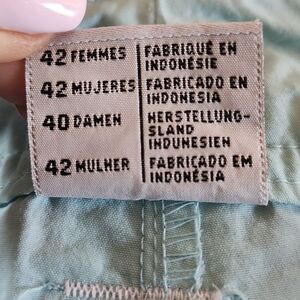 42 FEMMES
FABRIQUÉ EN
INDONÉSIE
42 MUJERES
FABRICADO EN
INDONESIA
40 DAMEN
HERSTELLUNG-
SLAND
INDUNESIEN
42 MULHER
FABRICADO EM
INDONÉSIA